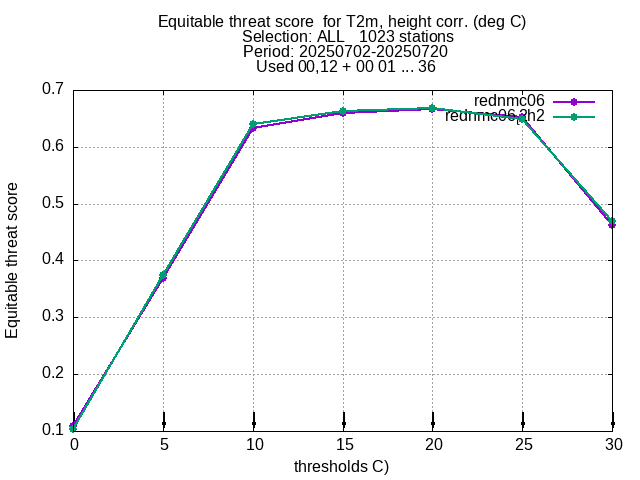 Equitable threat score  for T2m, height corr. (deg C)
Selection: ALL   1023 stations
Period: 20250702-20250720
Used 00,12 + 00 01 ... 36
rednmc06
0.7
0.6
0.5
0.4
0.3
0.2
0.1
Equitable threat score
0 5 10 15 20 25 30
thresholds C)